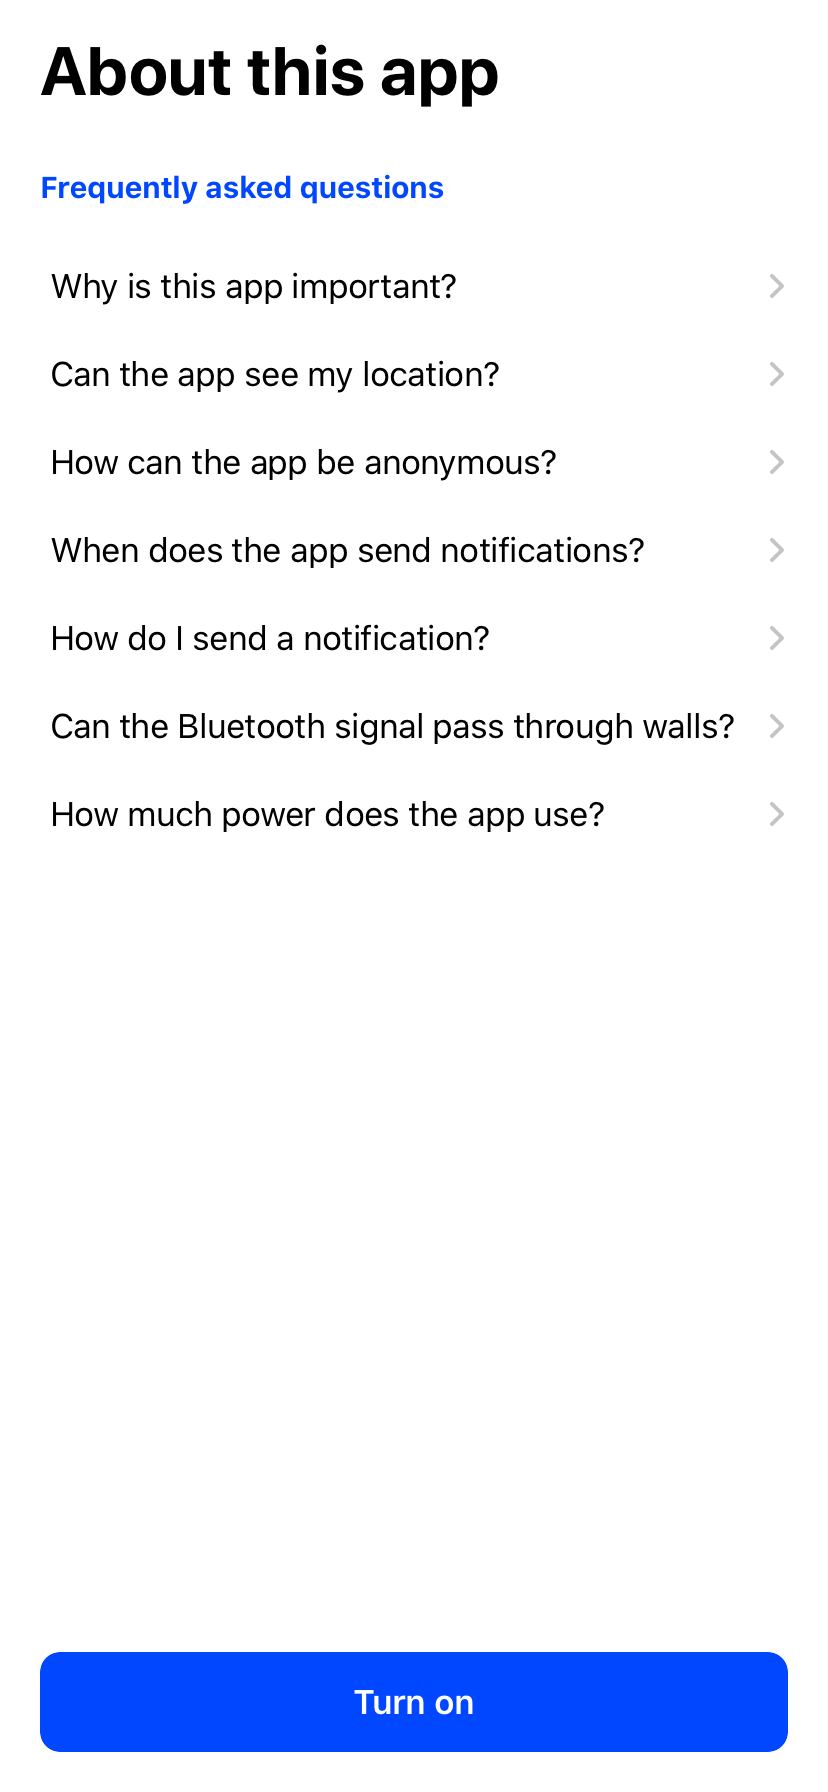 About this app
Frequently asked questions
Why is this app important?
Can the app see my location?
How can the app be anonymous?
When does the app send notifications?
How do I send a notification?
Can the Bluetooth signal pass through walls?
How much power does the app use?
Turn on